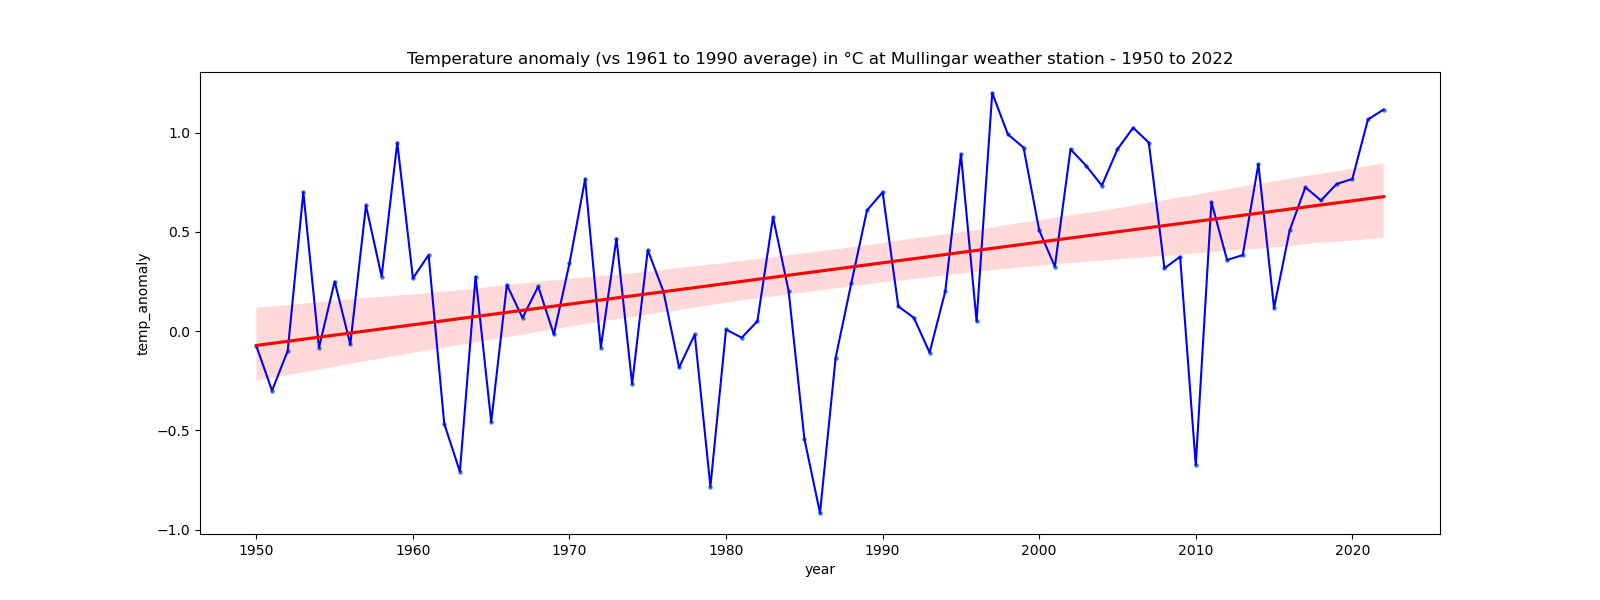 Temperature anomaly (vs 1961 to 1990 average) in °C at Mullingar weather station - 1950 to 2022
temp_anomaly
1.0
0.5
0.0
−0.5
−1.0
1950 1960 1970 1980 1990 2000 2010 2020
year